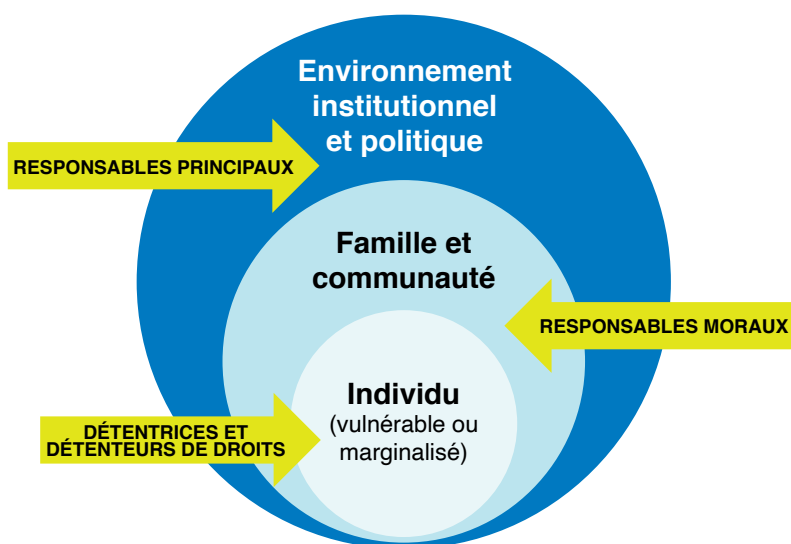 Environnement
institutionnel
et politique
RESPONSABLES PRINCIPAUX
Famille et
communauté
RESPONSABLES MORAUX
Individu
(vulnérable ou
marginalisé)
DÉTENTRICES ET
DÉTENTEURS DE DROITS